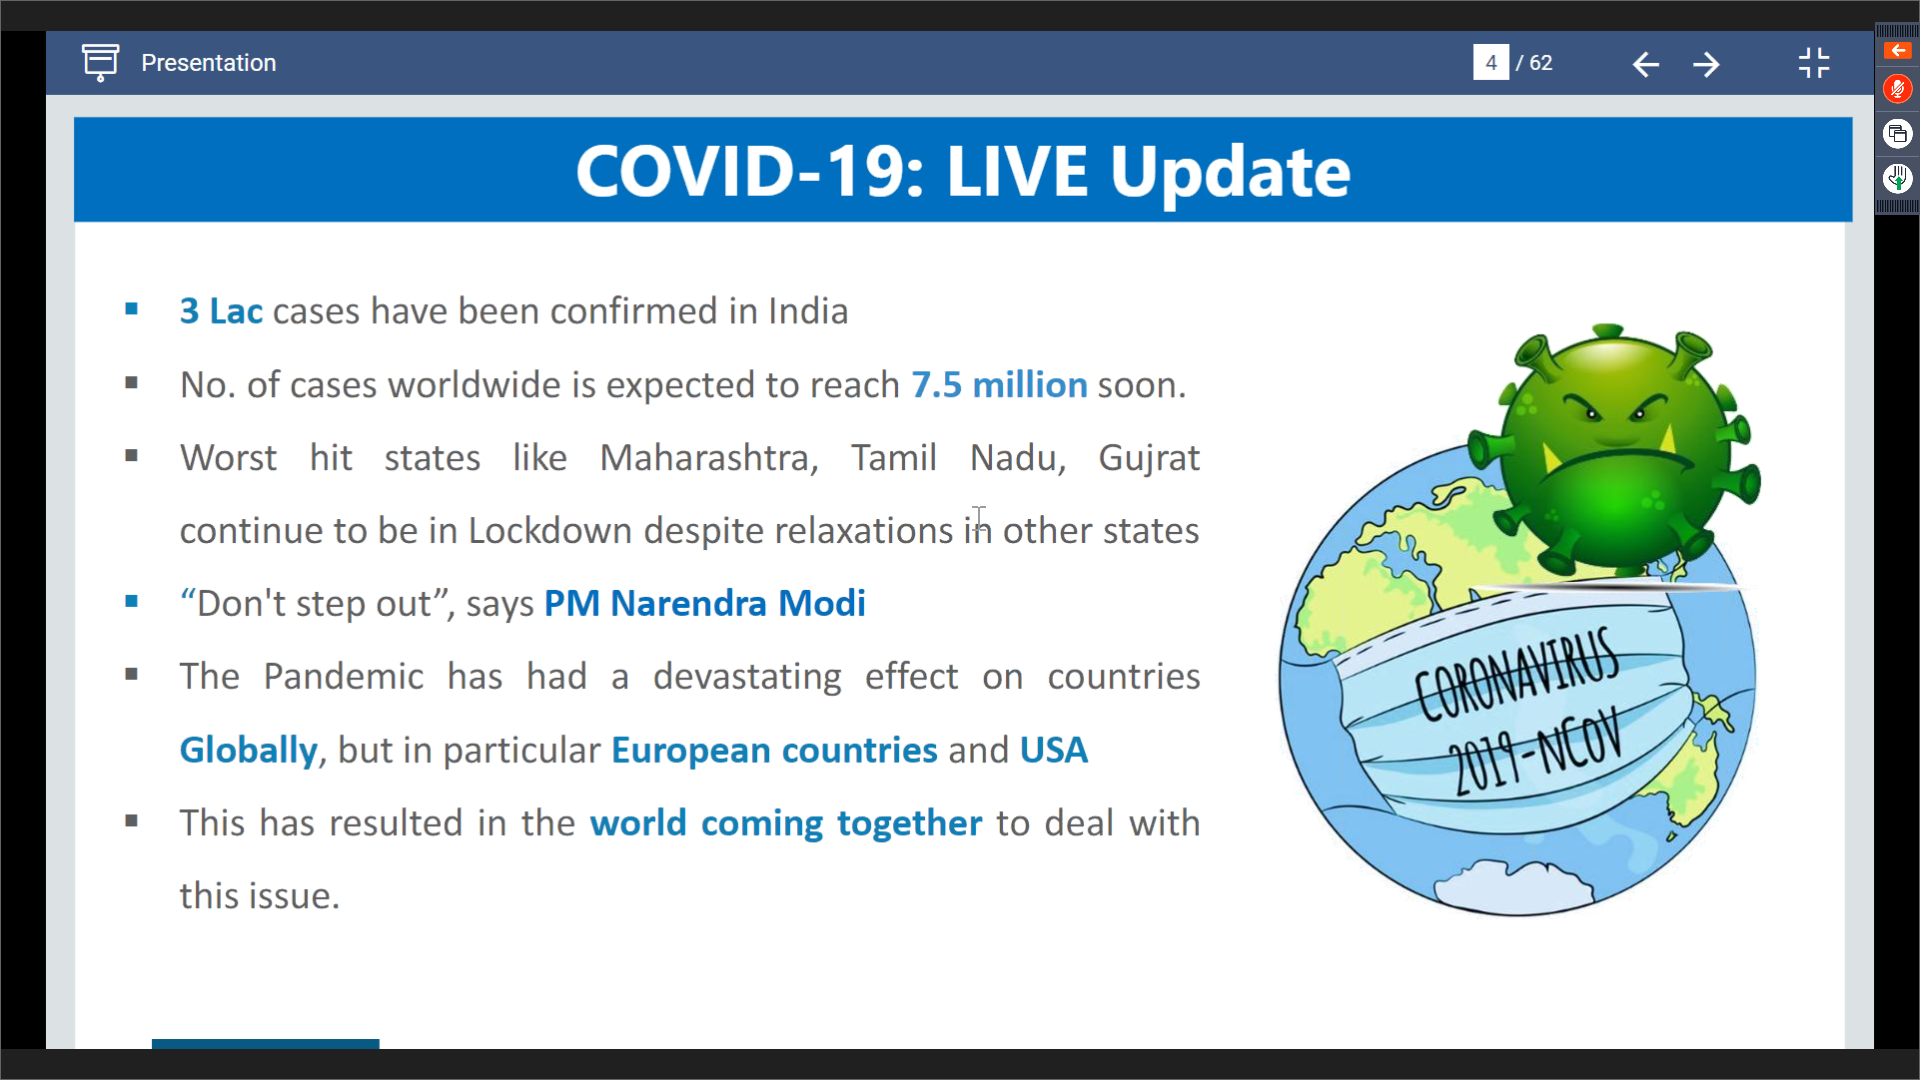 Presentation
4 / 62
COVID-19: LIVE Update
3 Lac cases have been confirmed in India
No. of cases worldwide is expected to reach 7.5 million soon.
Worst hit states like Maharashtra, Tamil Nadu, Gujrat
continue to be in Lockdown despite relaxations in other states
“Don't step out”, says PM Narendra Modi
The Pandemic has had a devastating effect on countries
Globally, but in particular European countries and USA
This has resulted in the world coming together to deal with
this issue.
CORONAVIRUS
2019-NCOV